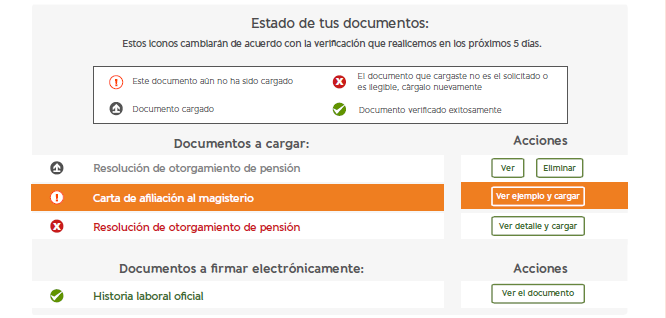 Estado de tus documentos:
Estos iconos cambiarán de acuerdo con la verificación que realicemos en los próximos 5 días.
Este documento aún no ha sido cargado
El documento que cargaste no es el solicitado o
es ilegible, cárgalo nuevamente
Documento cargado
Documento verificado exitosamente
Documentos a cargar:
Acciones
Resolución de otorgamiento de pensión
Ver
Eliminar
Carta de afiliación al magisterio
Ver ejemplo y cargar
Resolución de otorgamiento de pensión
Ver detalle y cargar
Documentos a firmar electrónicamente:
Acciones
Historia laboral oficial
Ver el documento